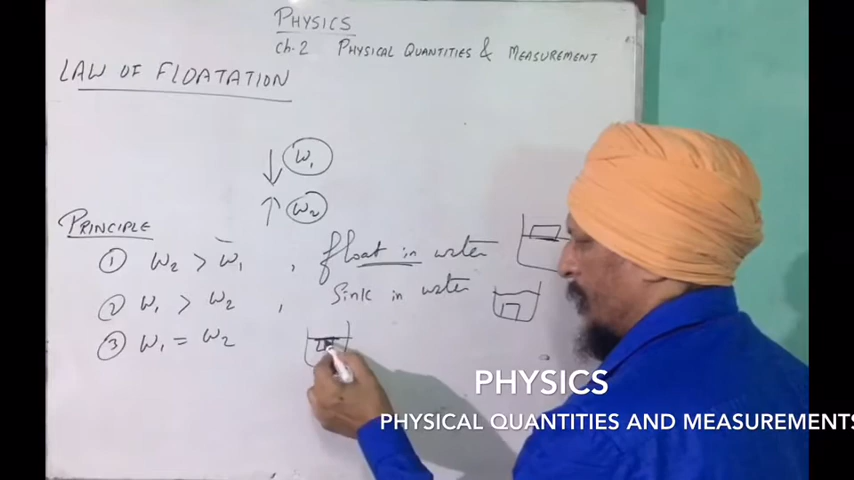 PHYSICS
Ch. 2 PHYSICAL QUANTITIES & MEASUREMENT
LAW OF FLOATATION
↓ W₁
↑ W₂
PRINCIPLE
① W₂ > W₁ , float in water
② W₁ > W₂ , Sink in water
③ W₁ = W₂
PHYSICS
PHYSICAL QUANTITIES AND MEASUREMENTS